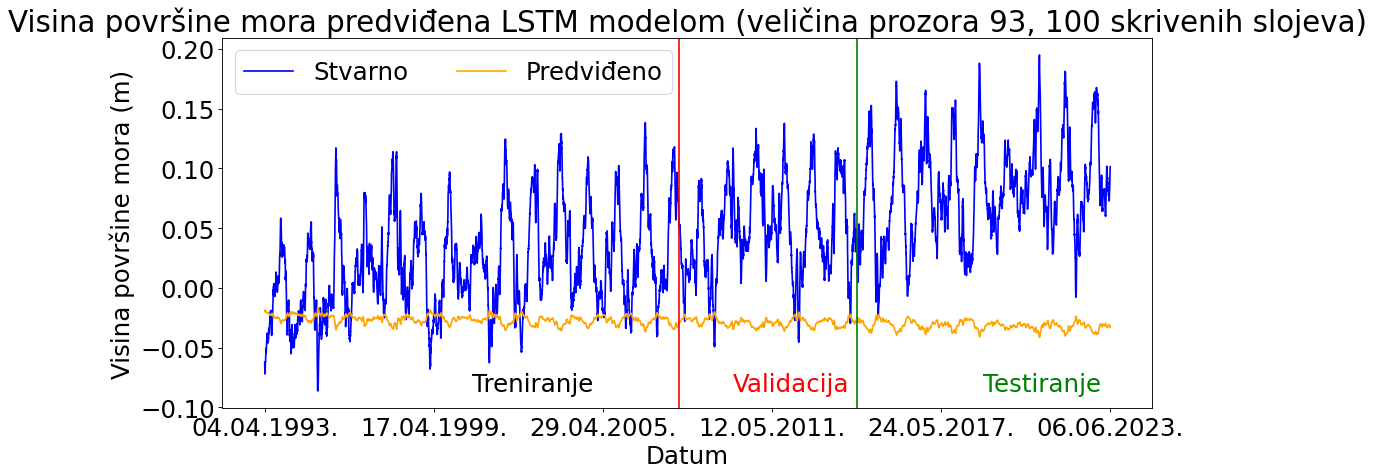 Visina površine mora predviđena LSTM modelom (veličina prozora 93, 100 skrivenih slojeva)
Stvarno Predviđeno
Visina površine mora (m)
0.20
0.15
0.10
0.05
0.00
−0.05
−0.10
Treniranje Validacija Testiranje
04.04.1993. 17.04.1999. 29.04.2005. 12.05.2011. 24.05.2017. 06.06.2023.
Datum